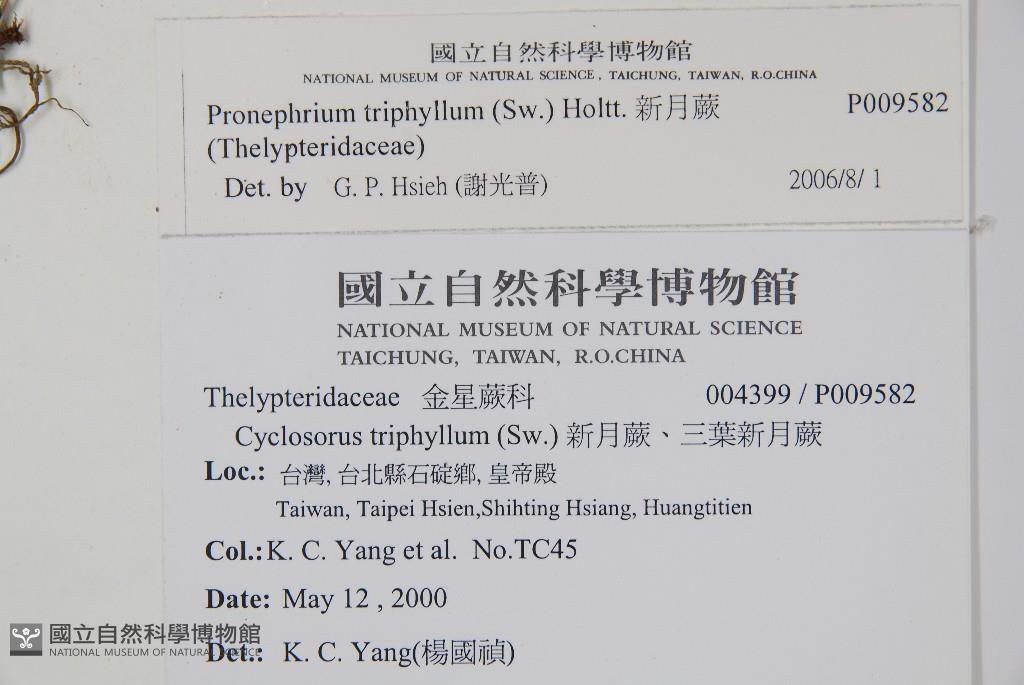 國立自然科學博物館
NATIONAL MUSEUM OF NATURAL SCIENCE, TAICHUNG, TAIWAN, R.O.CHINA
Pronephrium triphyllum (Sw.) Holtt. 新月蕨 P009582
(Thelypteridaceae)
Det. by G. P. Hsieh (謝光普) 2006/8/ 1
國立自然科學博物館
NATIONAL MUSEUM OF NATURAL SCIENCE
TAICHUNG, TAIWAN, R.O.CHINA
Thelypteridaceae 金星蕨科 004399 / P009582
Cyclosorus triphyllum (Sw.) 新月蕨、三葉新月蕨
Loc.: 台灣, 台北縣石碇鄉, 皇帝殿
Taiwan, Taipei Hsien,Shihting Hsiang, Huangtitien
Col.:K. C. Yang et al. No.TC45
Date: May 12 , 2000
Det.: K. C. Yang(楊國禎)
國立自然科學博物館
NATIONAL MUSEUM OF NATURAL SCIENCE